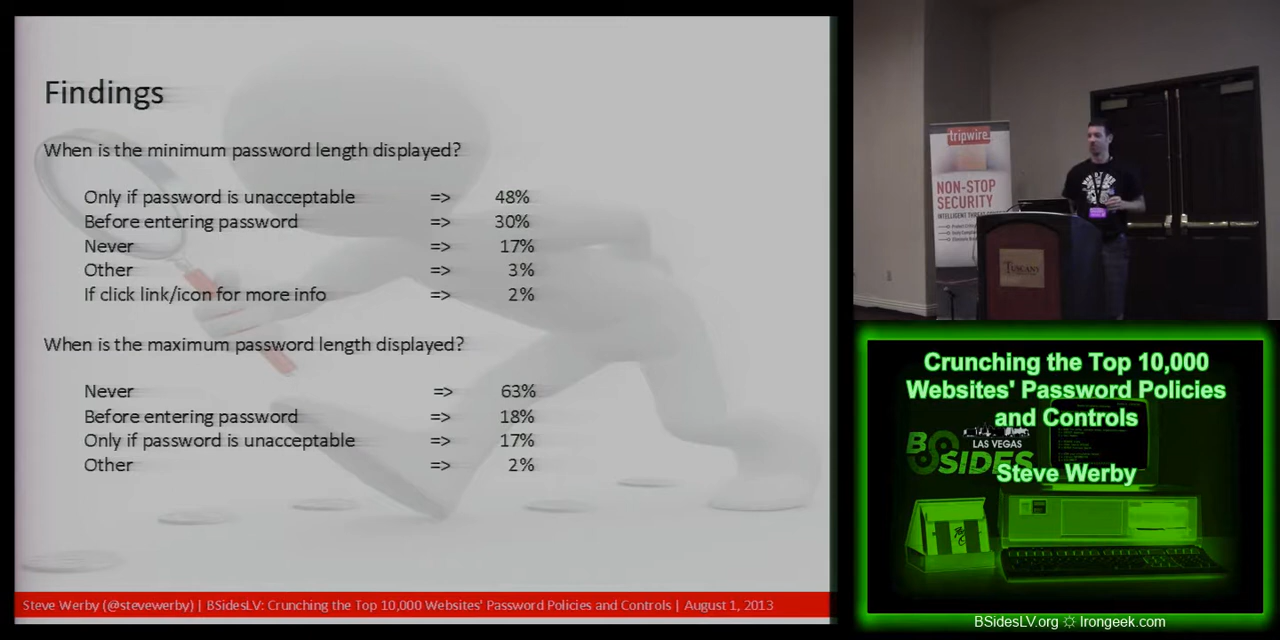 Findings
When is the minimum password length displayed?
Only if password is unacceptable => 48%
Before entering password => 30%
Never => 17%
Other => 3%
If click link/icon for more info => 2%
When is the maximum password length displayed?
Never => 63%
Before entering password => 18%
Only if password is unacceptable => 17%
Other => 2%
Steve Werby (@stevewerby) | BSidesLV: Crunching the Top 10,000 Websites' Password Policies and Controls | August 1, 2013
tripwire
NON-STOP
SECURITY
TUSCANY
Crunching the Top 10,000
Websites' Password Policies
and Controls
BSIDES
LAS VEGAS
Steve Werby
BSidesLV.org ☼ Irongeek.com